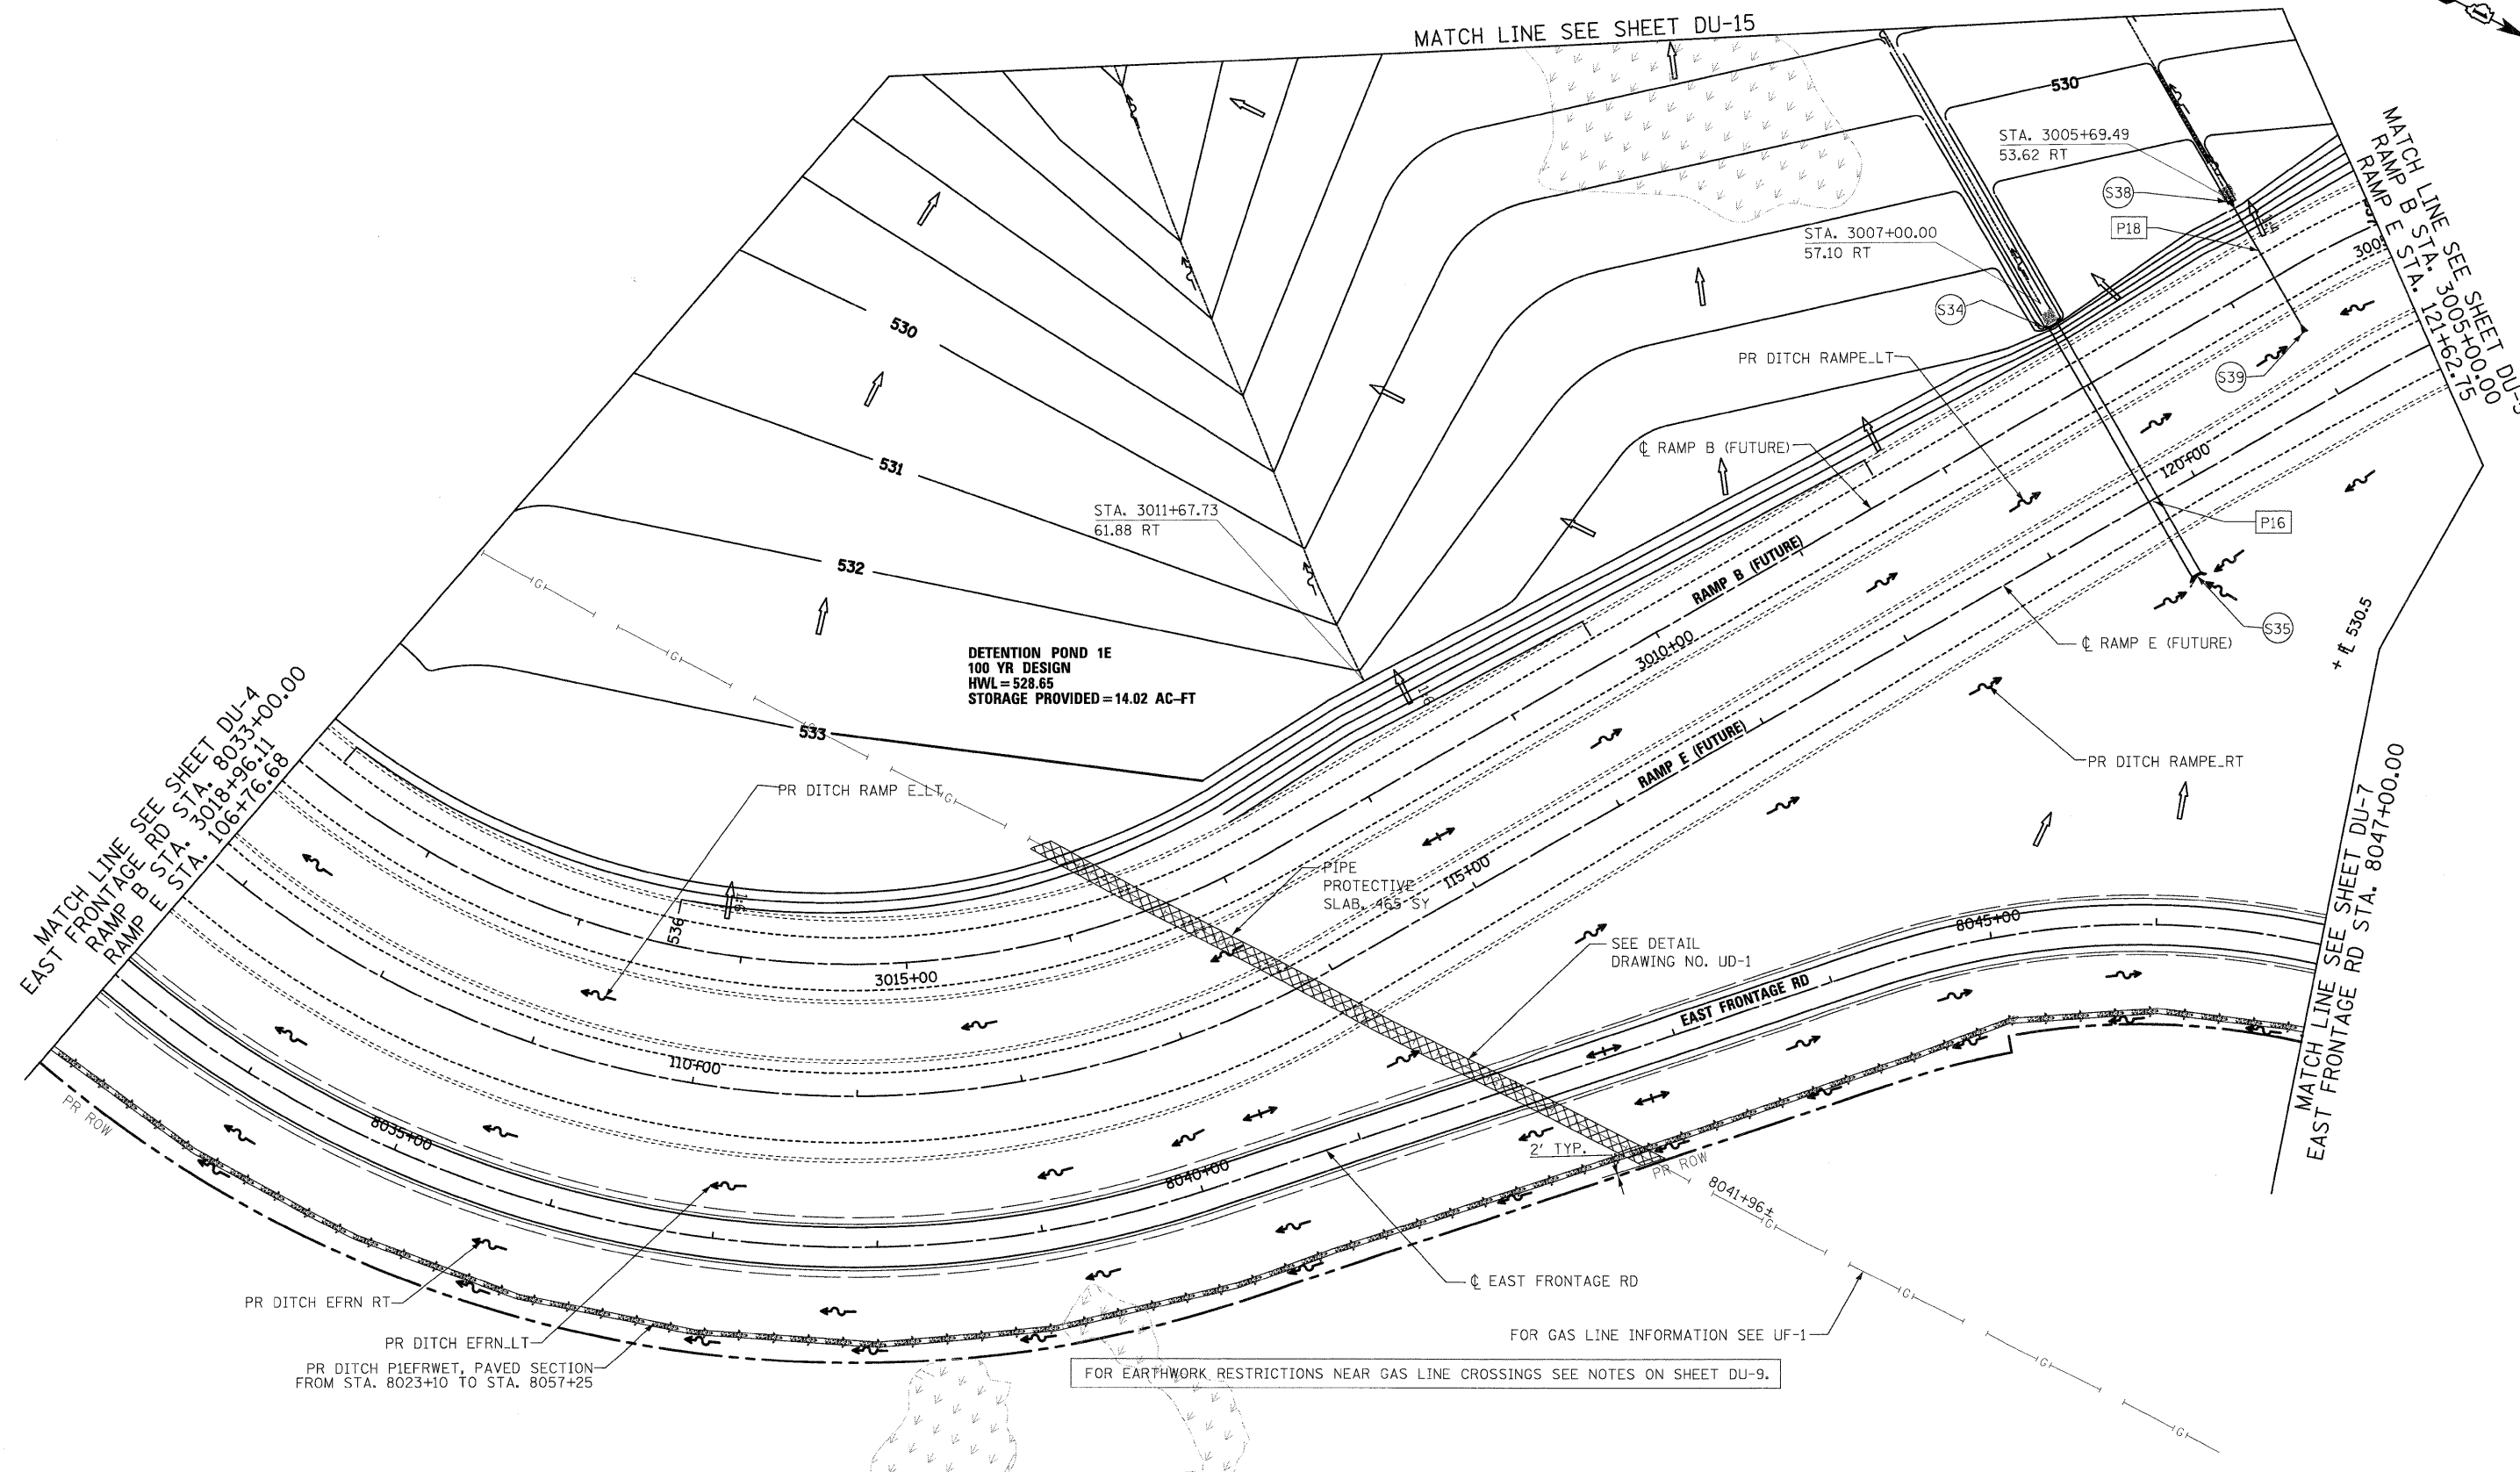 MATCH LINE SEE SHEET DU-15
530
STA. 3005+69.49
53.62 RT
S38
P18
MATCH LINE SEE SHEET
RAMP B STA. 3005+00.00
RAMP E STA. 121+62.75
STA. 3007+00.00
57.10 RT
S34
PR DITCH RAMPE_LT
S39
530
℄ RAMP B (FUTURE)
120+00
531
STA. 3011+67.73
61.88 RT
P16
532
RAMP B (FUTURE)
S35
+ 530.5
℄ RAMP E (FUTURE)
3010+00
DETENTION POND 1E
100 YR DESIGN
HWL = 528.65
STORAGE PROVIDED = 14.02 AC-FT
1:6
533
RAMP E (FUTURE)
PR DITCH RAMPE_RT
MATCH LINE SEE SHEET DU-4
EAST FRONTAGE RD STA. 8033+00.00
RAMP B STA. 3018+96.11
RAMP E STA. 106+76.68
PR DITCH RAMP E_LT
MATCH LINE SEE SHEET DU-7
EAST FRONTAGE RD STA. 8047+00.00
PIPE
PROTECTIVE
SLAB, 465 SY
115+00
1:6
536
8045+00
SEE DETAIL
DRAWING NO. UD-1
3015+00
EAST FRONTAGE RD
110+00
PR ROW
8035+00
2' TYP.
PR ROW
8040+00
8041+96±
℄ EAST FRONTAGE RD
PR DITCH EFRN RT
FOR GAS LINE INFORMATION SEE UF-1
PR DITCH EFRN_LT
PR DITCH P1EFRWET, PAVED SECTION
FROM STA. 8023+10 TO STA. 8057+25
FOR EARTHWORK RESTRICTIONS NEAR GAS LINE CROSSINGS SEE NOTES ON SHEET DU-9.